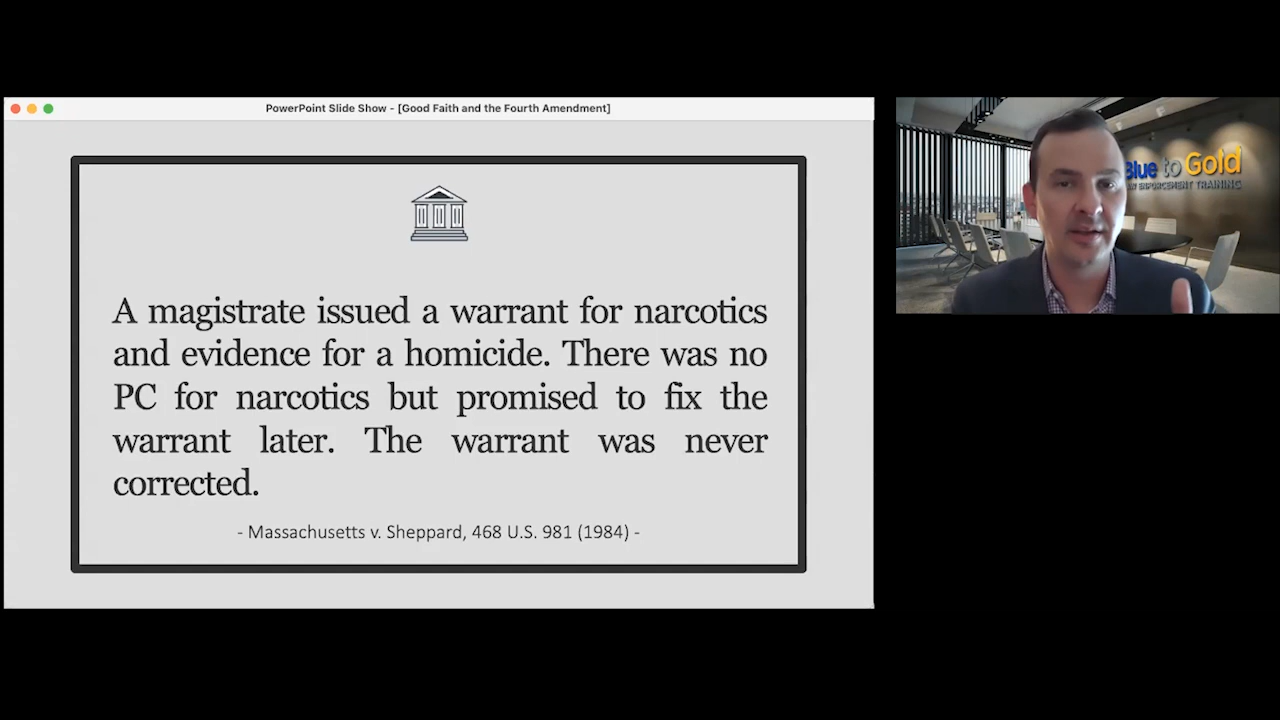 PowerPoint Slide Show - [Good Faith and the Fourth Amendment]
A magistrate issued a warrant for narcotics
and evidence for a homicide. There was no
PC for narcotics but promised to fix the
warrant later. The warrant was never
corrected.
- Massachusetts v. Sheppard, 468 U.S. 981 (1984) -
Blue to Gold
ENFORCEMENT TRAINING